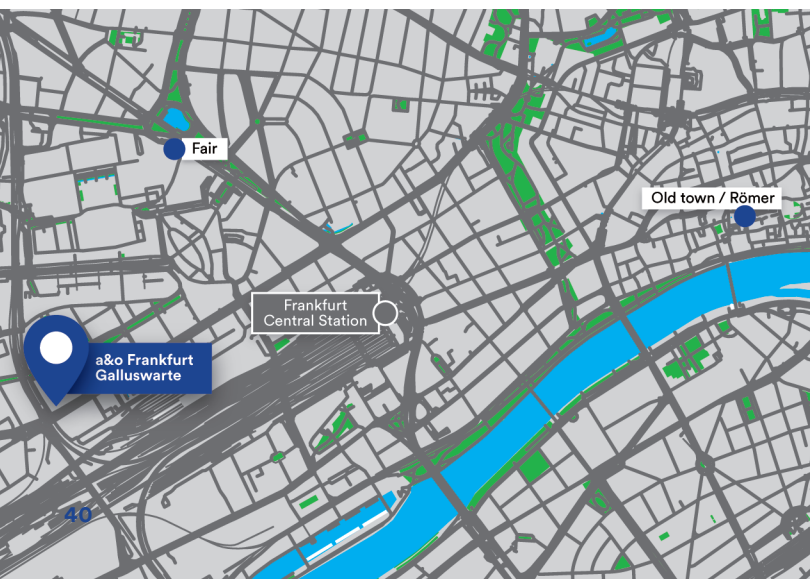 Fair
Old town / Römer
Frankfurt
Central Station
a&o Frankfurt
Galluswarte
40